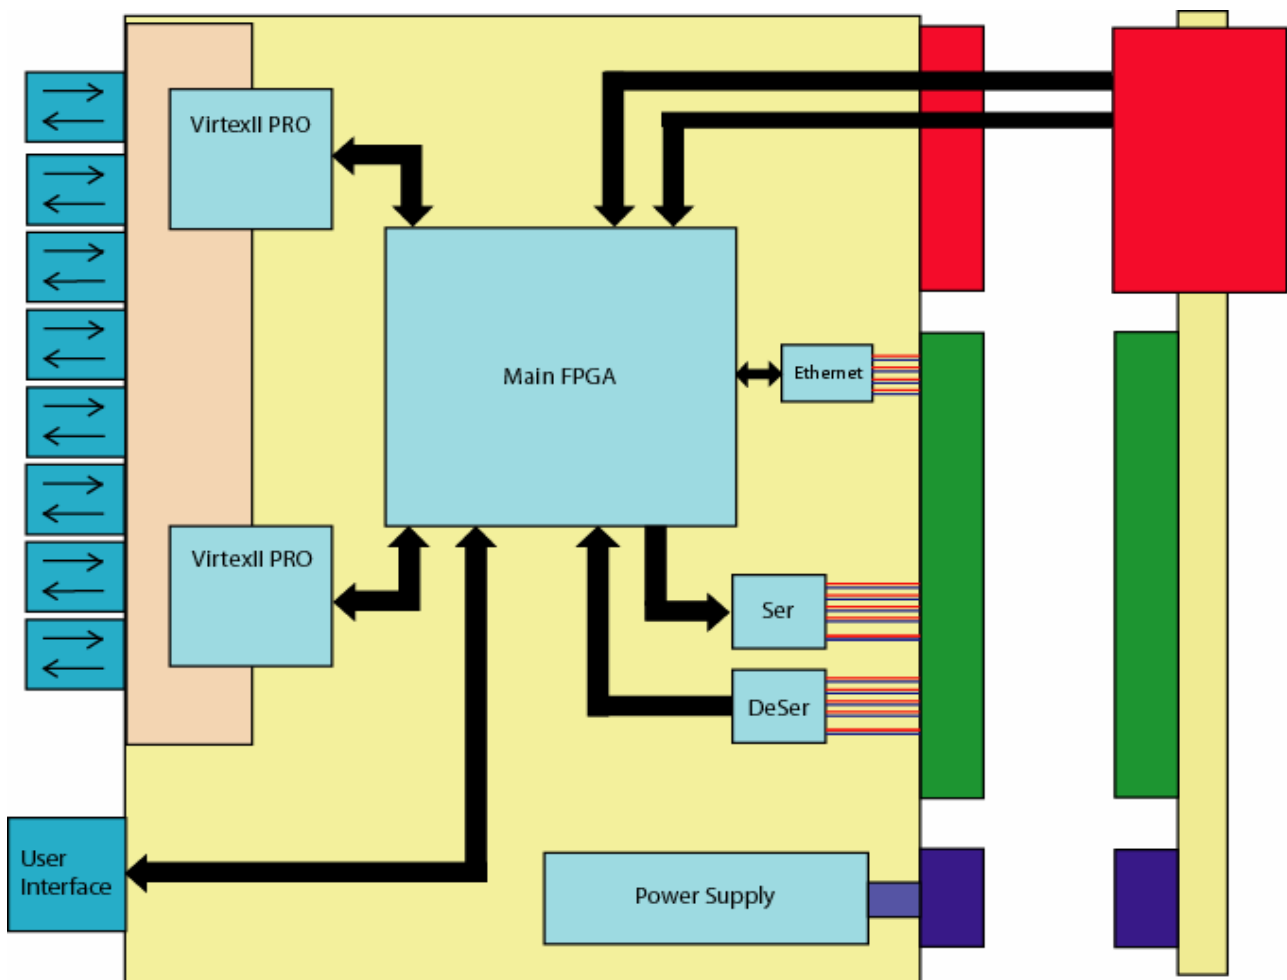 VirtexII PRO
Main FPGA
Ethernet
VirtexII PRO
Ser
DeSer
User
Interface
Power Supply